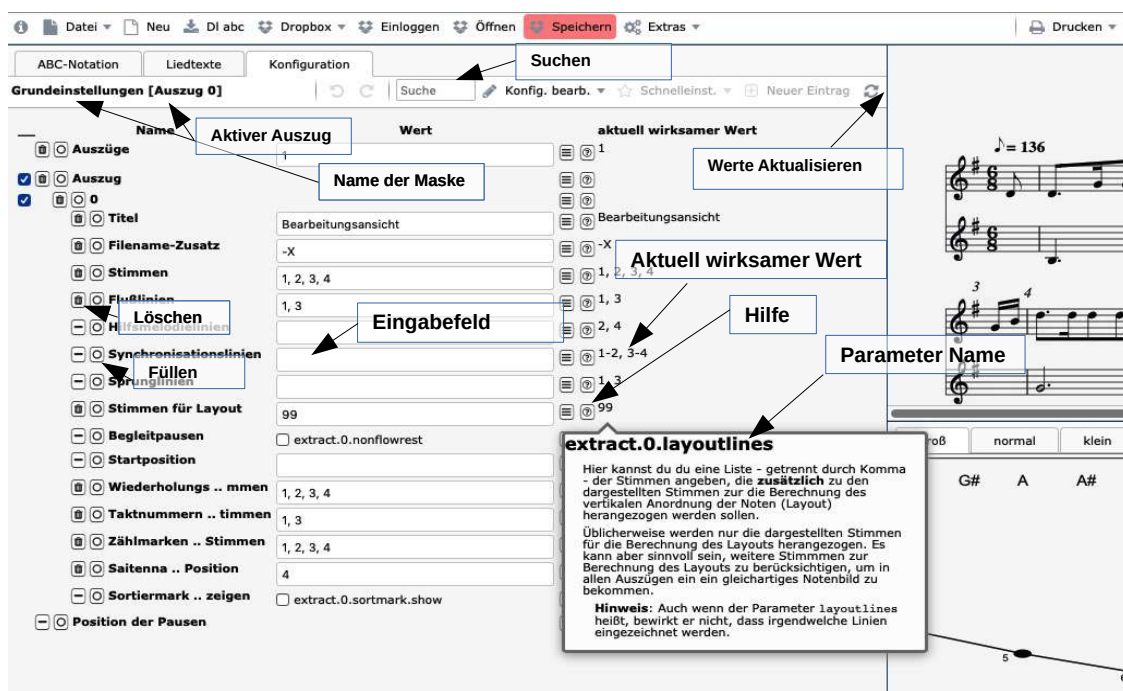 Datei Neu Dl abc Dropbox Einloggen Öffnen Speichern Extras Drucken
ABC-Notation Liedtexte Konfiguration
Suchen
Grundeinstellungen [Auszug 0] Suche Konfig. bearb. Schnelleinst. Neuer Eintrag
Name Wert aktuell wirksamer Wert
Aktiver Auszug
Auszüge 1 1
Werte Aktualisieren
♪= 136
Auszug
Name der Maske
0
Titel Bearbeitungsansicht Bearbeitungsansicht
Filename-Zusatz -X -X
Aktuell wirksamer Wert
Stimmen 1, 2, 3, 4 1, 2, 3, 4
Flußlinien 1, 3 1, 3
3 4
Löschen
Eingabefeld
Hilfe
Hilfsmelodielinien 2, 4
Synchronisationslinien 1-2, 3-4
Parameter Name
Füllen
Sprunglinien 1, 3
Stimmen für Layout 99 99
Begleitpausen extract.0.nonflowrest
extract.0.layoutlines
roß normal klein
Startposition
Hier kannst du du eine Liste - getrennt durch Komma
- der Stimmen angeben, die zusätzlich zu den
dargestellten Stimmen zur die Berechnung des
vertikalen Anordnung der Noten (Layout)
herangezogen werden sollen.
G# A A#
Wiederholungs .. mmen 1, 2, 3, 4
Taktnummern .. timmen 1, 3
Üblicherweise werden nur die dargestellten Stimmen
für die Berechnung des Layouts herangezogen. Es
kann aber sinnvoll sein, weitere Stimmmen zur
Berechnung des Layouts zu berücksichtigen, um in
allen Auszügen ein ein gleichartiges Notenbild zu
bekommen.
Zählmarken .. Stimmen 1, 2, 3, 4
Saitenna .. Position 4
Sortiermark .. zeigen extract.0.sortmark.show
Hinweis: Auch wenn der Parameter layoutlines
heißt, bewirkt er nicht, dass irgendwelche Linien
eingezeichnet werden.
Position der Pausen
5